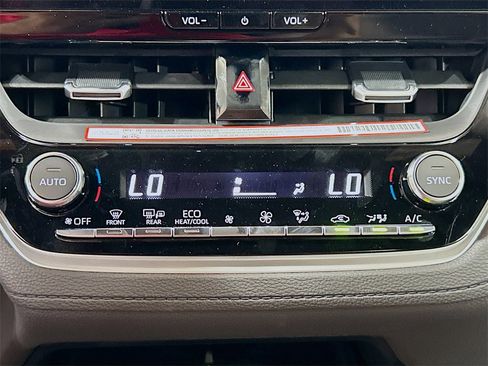 VOL- VOL+
AUTO LO LO SYNC
OFF FRONT REAR ECO HEAT/COOL A/C